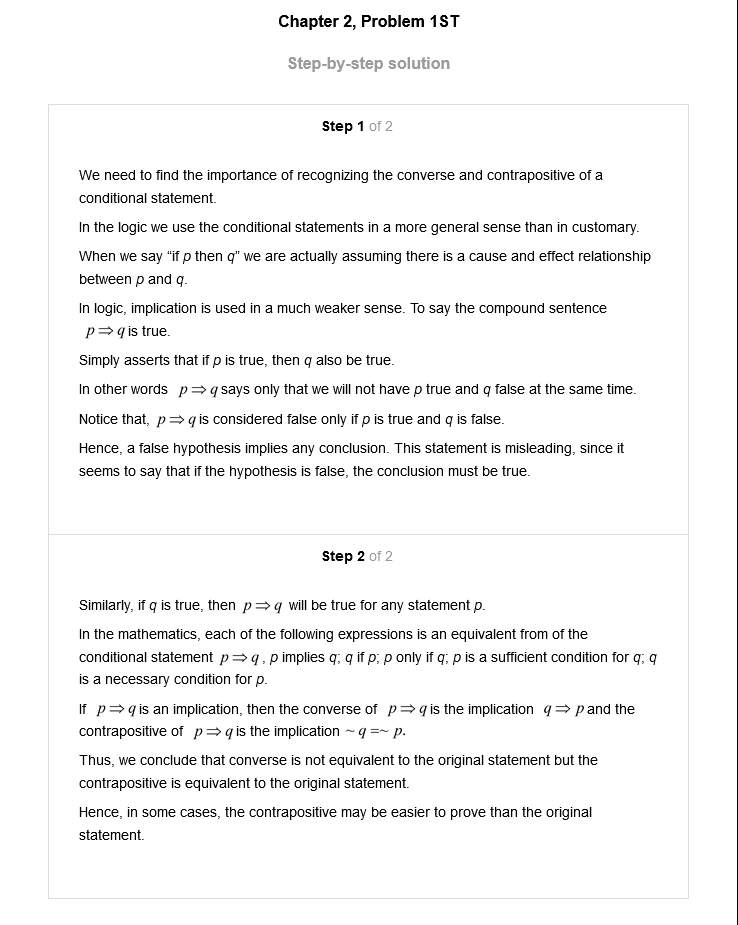 Chapter 2, Problem 1ST
Step-by-step solution
Step 1 of 2
We need to find the importance of recognizing the converse and contrapositive of a
conditional statement.
In the logic we use the conditional statements in a more general sense than in customary.
When we say “if p then q” we are actually assuming there is a cause and effect relationship
between p and q.
In logic, implication is used in a much weaker sense. To say the compound sentence
p⇒q is true.
Simply asserts that if p is true, then q also be true.
In other words p⇒q says only that we will not have p true and q false at the same time.
Notice that, p⇒q is considered false only if p is true and q is false.
Hence, a false hypothesis implies any conclusion. This statement is misleading, since it
seems to say that if the hypothesis is false, the conclusion must be true.
Step 2 of 2
Similarly, if q is true, then p⇒q will be true for any statement p.
In the mathematics, each of the following expressions is an equivalent from of the
conditional statement p⇒q, p implies q; q if p; p only if q; p is a sufficient condition for q; q
is a necessary condition for p.
If p⇒q is an implication, then the converse of p⇒q is the implication q⇒p and the
contrapositive of p⇒q is the implication ~q=~p.
Thus, we conclude that converse is not equivalent to the original statement but the
contrapositive is equivalent to the original statement.
Hence, in some cases, the contrapositive may be easier to prove than the original
statement.